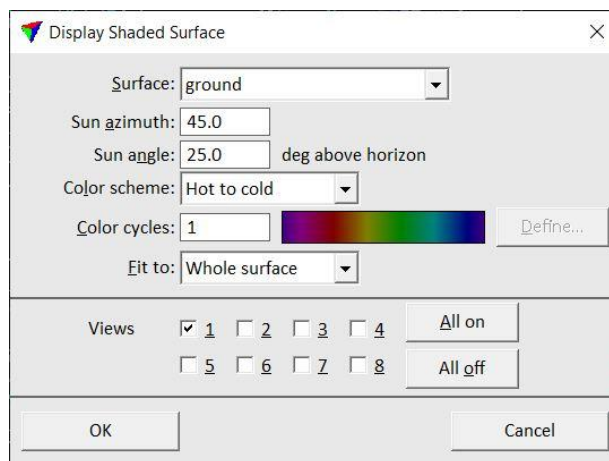 Display Shaded Surface
Surface: ground
Sun azimuth: 45.0
Sun angle: 25.0 deg above horizon
Color scheme: Hot to cold
Color cycles: 1 Define...
Fit to: Whole surface
Views 1 2 3 4 All on
5 6 7 8 All off
OK Cancel